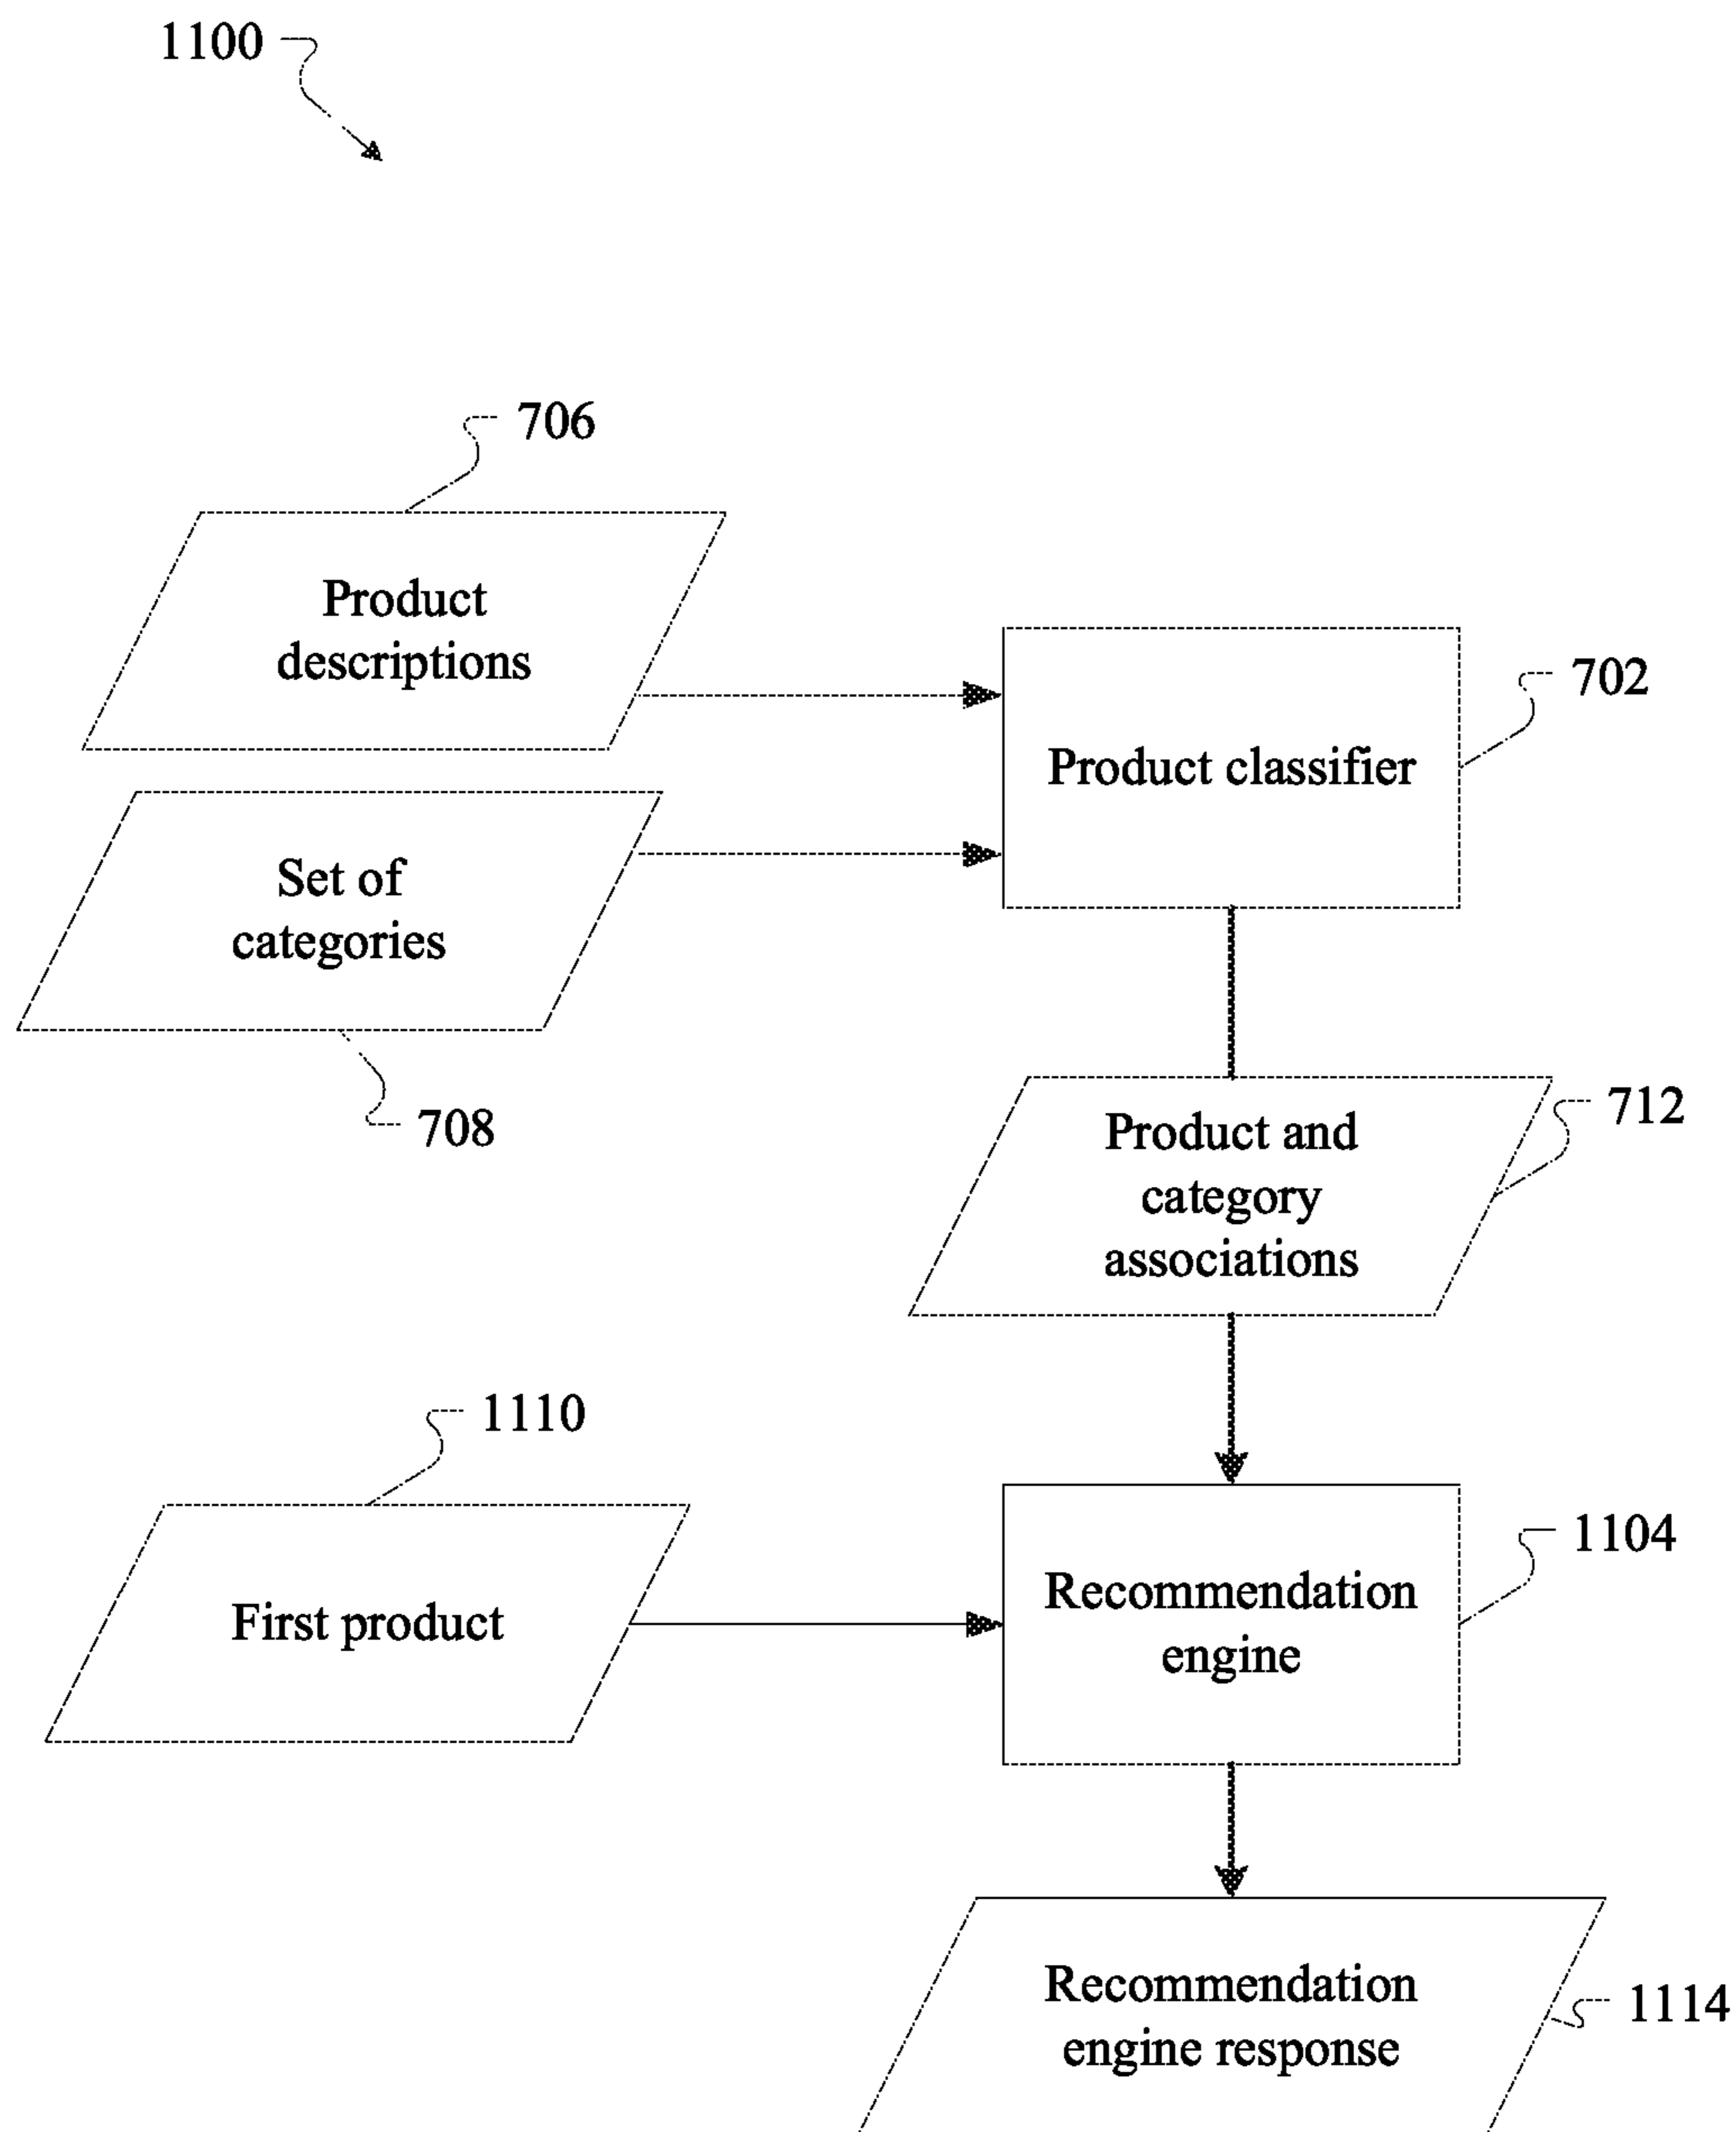 1100
706
Product
descriptions
702
Product classifier
Set of
categories
708
712
Product and
category
associations
1110
First product
1104
Recommendation
engine
Recommendation
engine response
1114